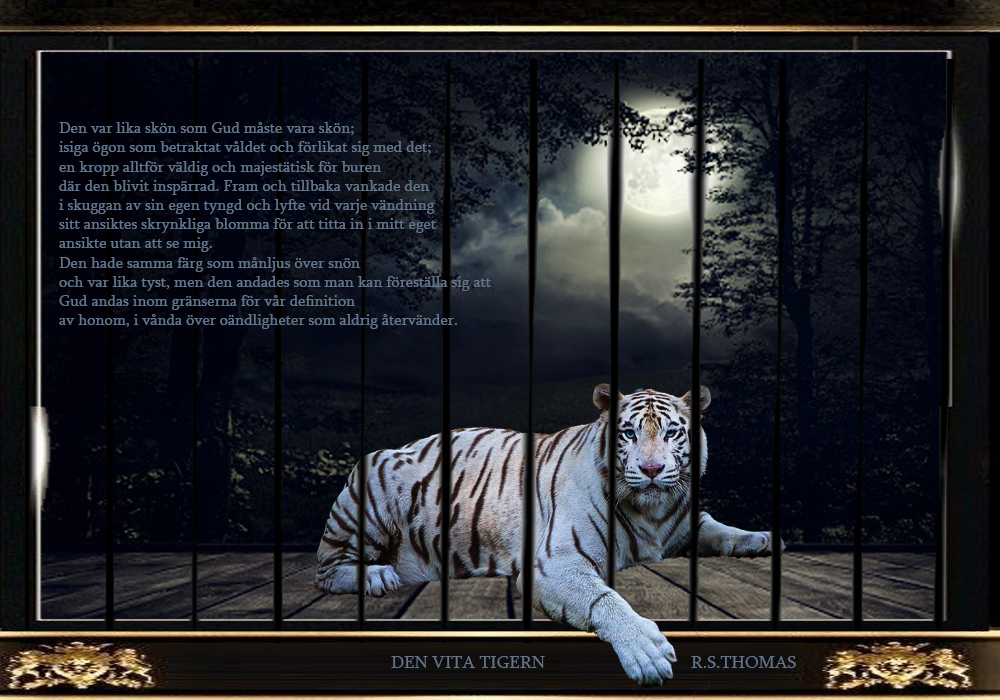 Den var lika skön som Gud måste vara skön;
isiga ögon som betraktat våldet och förlikat sig med det;
en kropp alltför väldig och majestätisk för buren
där den blivit inspärrad. Fram och tillbaka vankade den
i skuggan av sin egen tyngd och lyfte vid varje vändning
sitt ansiktes skrynkliga blomma för att titta in i mitt eget
ansikte utan att se mig.
Den hade samma färg som månljus över snön
och var lika tyst, men den andades som man kan föreställa sig att
Gud andas inom gränserna för vår definition
av honom, i vånda över oändligheter som aldrig återvänder.
DEN VITA TIGERN
R.S.THOMAS